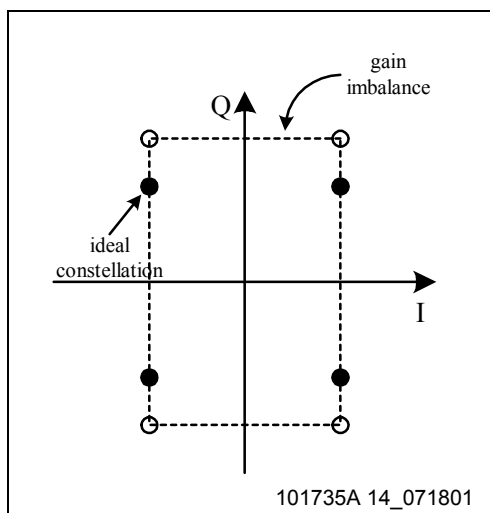 gain
imbalance
Q
ideal
constellation
I
101735A 14_071801